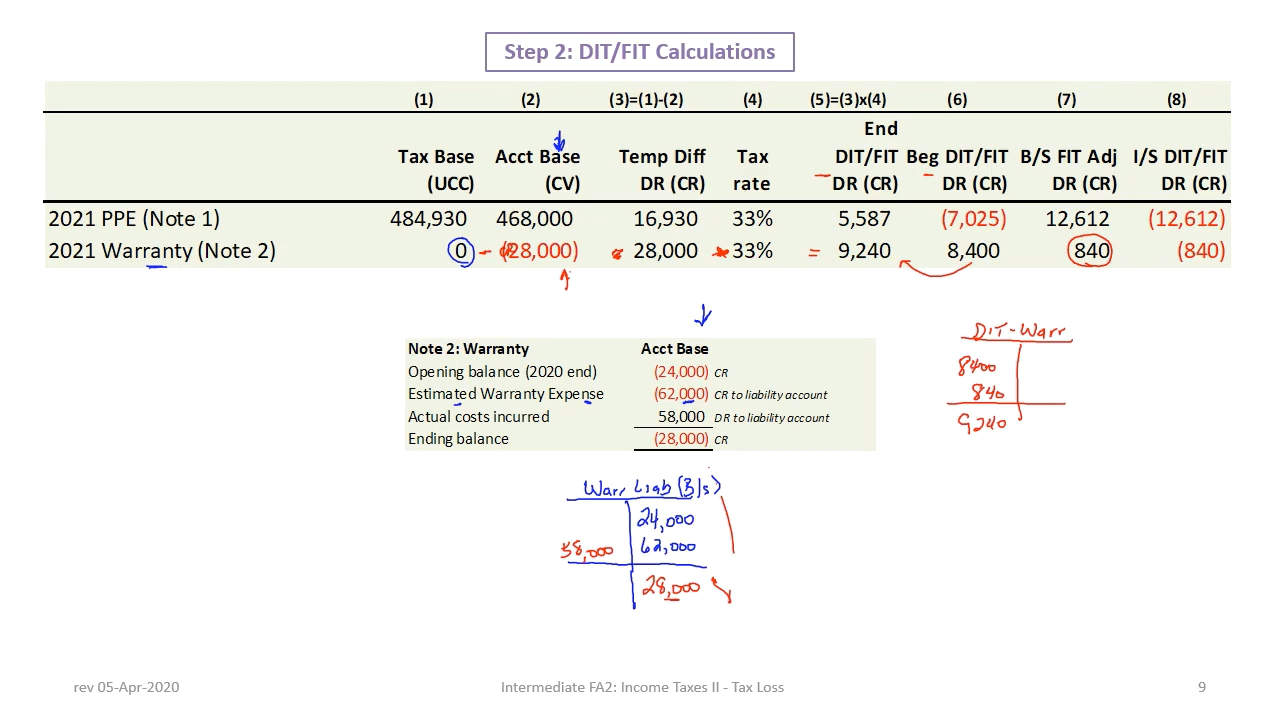 Step 2: DIT/FIT Calculations
(1) (2) (3)=(1)-(2) (4) (5)=(3)x(4) (6) (7) (8)
End
Tax Base Acct Base Temp Diff Tax DIT/FIT Beg DIT/FIT B/S FIT Adj I/S DIT/FIT
(UCC) (CV) DR (CR) rate DR (CR) DR (CR) DR (CR) DR (CR)
2021 PPE (Note 1) 484,930 468,000 16,930 33% 5,587 (7,025) 12,612 (12,612)
2021 Warranty (Note 2) 0 - (28,000) = 28,000 * 33% = 9,240 8,400 840 (840)
DIT-Warr
8400
840
9240
Note 2: Warranty Acct Base
Opening balance (2020 end) (24,000) CR
Estimated Warranty Expense (62,000) CR to liability account
Actual costs incurred 58,000 DR to liability account
Ending balance (28,000) CR
Warr Liab (B/S)
24,000
58,000 62,000
28,000
rev 05-Apr-2020 Intermediate FA2: Income Taxes II - Tax Loss 9